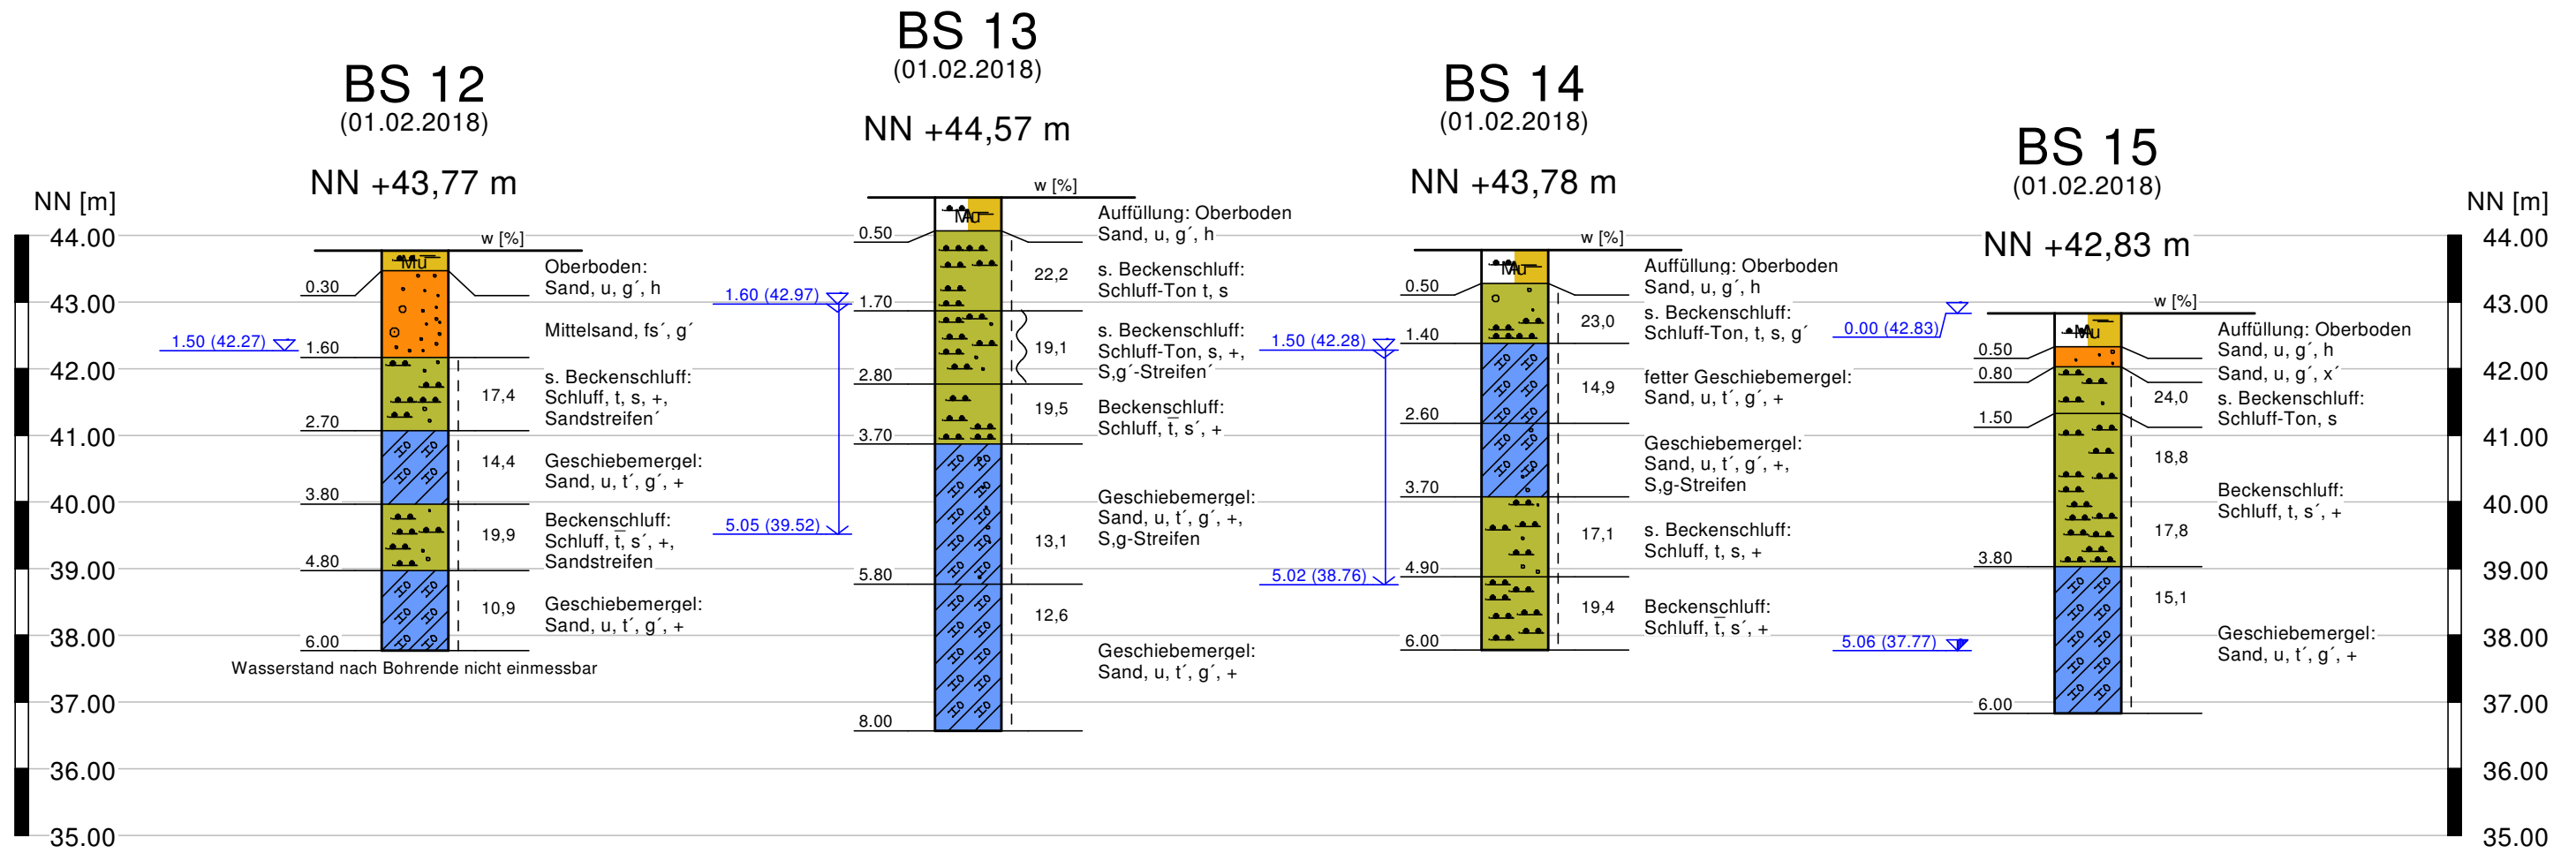 NN [m]
44.00
43.00
42.00
41.00
40.00
39.00
38.00
37.00
36.00
35.00
BS 12
(01.02.2018)
NN +43,77 m
w [%]
Mu
0.30
1.50 (42.27)
1.60
2.70
3.80
4.80
6.00
17,4
14,4
19,9
10,9
Oberboden:
Sand, u, g´, h
Mittelsand, fs´, g´
s. Beckenschluff:
Schluff, t, s, +,
Sandstreifen´
Geschiebemergel:
Sand, u, t´, g´, +
Beckenschluff:
Schluff, t̅, s´, +,
Sandstreifen
Geschiebemergel:
Sand, u, t´, g´, +
Wasserstand nach Bohrende nicht einmessbar
BS 13
(01.02.2018)
NN +44,57 m
w [%]
0.50
1.60 (42.97)
1.70
2.80
3.70
5.05 (39.52)
5.80
8.00
22,2
19,1
19,5
13,1
12,6
Auffüllung: Oberboden
Sand, u, g´, h
s. Beckenschluff:
Schluff-Ton t, s
s. Beckenschluff:
Schluff-Ton, s, +,
S,g´-Streifen´
Beckenschluff:
Schluff, t̅, s´, +
Geschiebemergel:
Sand, u, t´, g´, +,
S,g-Streifen
Geschiebemergel:
Sand, u, t´, g´, +
BS 14
(01.02.2018)
NN +43,78 m
w [%]
0.50
1.40
1.50 (42.28)
2.60
3.70
4.90
5.02 (38.76)
6.00
23,0
14,9
17,1
19,4
Auffüllung: Oberboden
Sand, u, g´, h
s. Beckenschluff:
Schluff-Ton, t, s, g´
fetter Geschiebemergel:
Sand, u, t´, g´, +
Geschiebemergel:
Sand, u, t´, g´, +,
S,g-Streifen
s. Beckenschluff:
Schluff, t, s, +
Beckenschluff:
Schluff, t̅, s´, +
BS 15
(01.02.2018)
NN +42,83 m
w [%]
0.00 (42.83)
0.50
0.80
1.50
3.80
5.06 (37.77)
6.00
24,0
18,8
17,8
15,1
Auffüllung: Oberboden
Sand, u, g´, h
Sand, u, g´, x´
s. Beckenschluff:
Schluff-Ton, s
Beckenschluff:
Schluff, t, s´, +
Geschiebemergel:
Sand, u, t´, g´, +
NN [m]
44.00
43.00
42.00
41.00
40.00
39.00
38.00
37.00
36.00
35.00